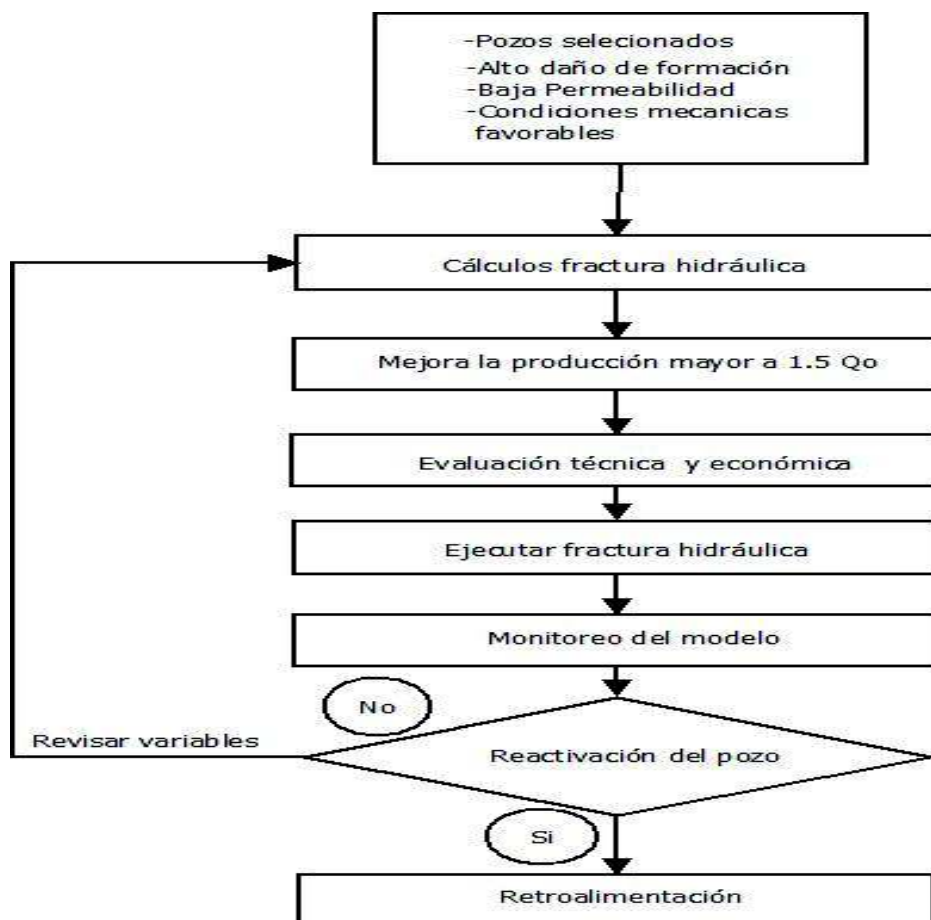 -Pozos selecionados
-Alto daño de formación
-Baja Permeabilidad
-Condiciones mecanicas
favorables
Cálculos fractura hidráulica
Mejora la producción mayor a 1.5 Qo
Evaluación técnica y económica
Ejecutar fractura hidráulica
Monitoreo del modelo
No
Revisar variables
Reactivación del pozo
Si
Retroalimentación